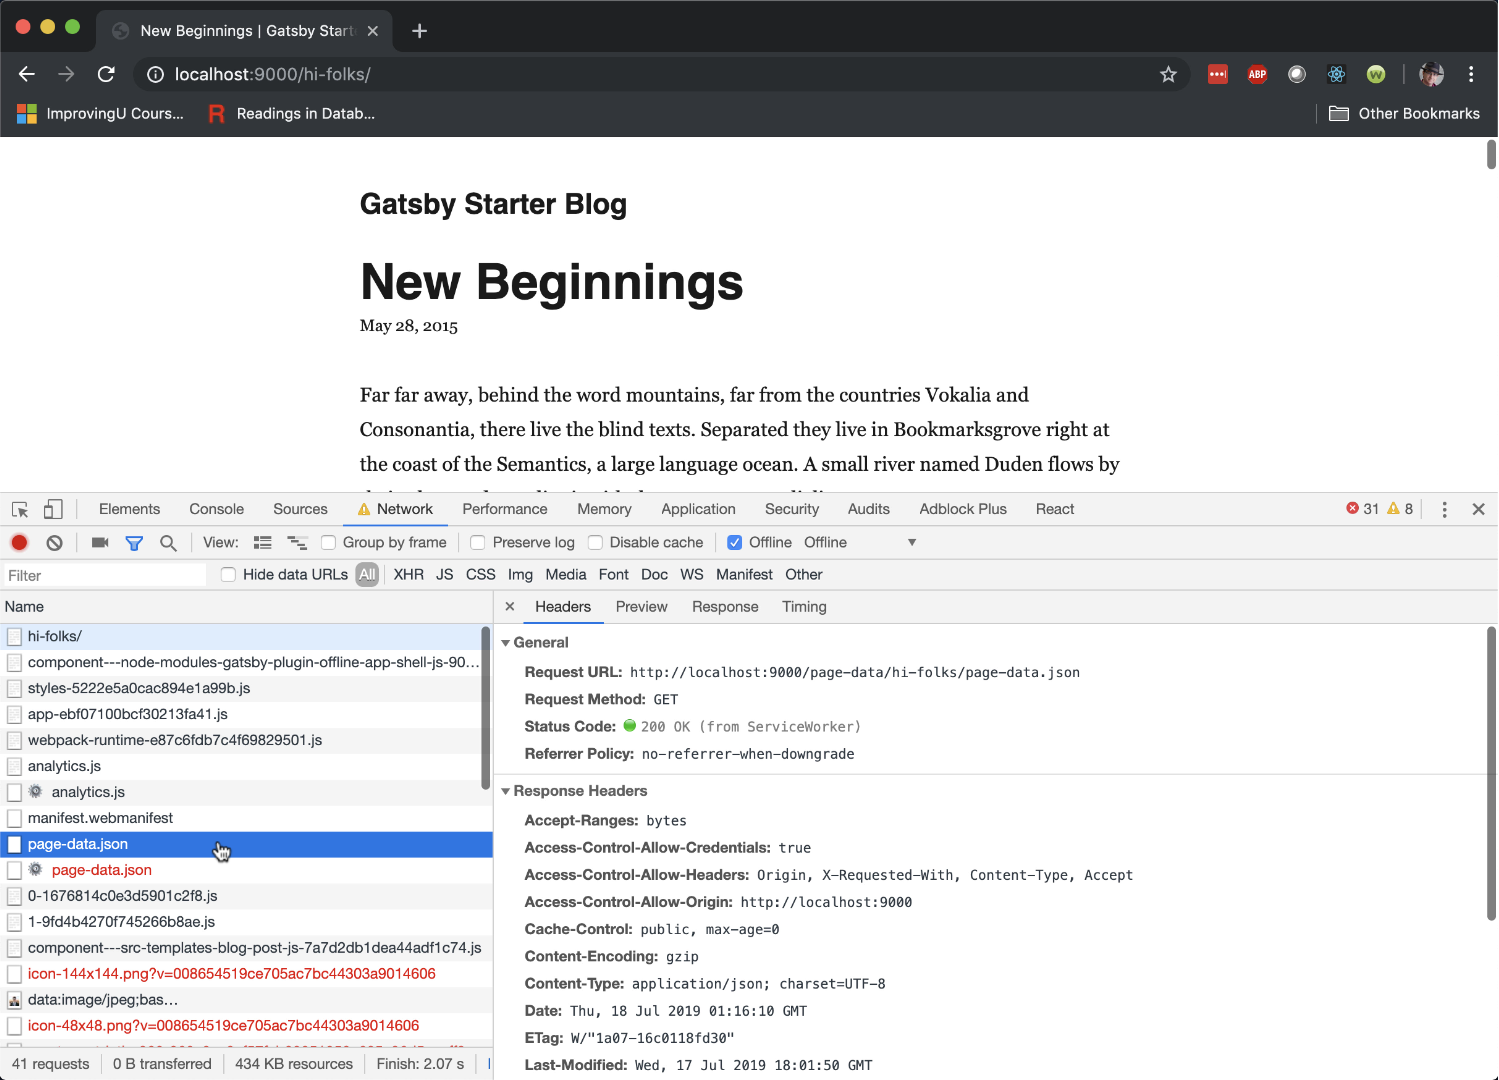 New Beginnings | Gatsby Start
localhost:9000/hi-folks/
ABP
ImprovingU Cours...
R Readings in Datab...
Other Bookmarks
Gatsby Starter Blog
New Beginnings
May 28, 2015
Far far away, behind the word mountains, far from the countries Vokalia and
Consonantia, there live the blind texts. Separated they live in Bookmarksgrove right at
the coast of the Semantics, a large language ocean. A small river named Duden flows by
Elements Console Sources Network Performance Memory Application Security Audits Adblock Plus React 31 8
View: Group by frame Preserve log Disable cache Offline Offline
Filter Hide data URLs All XHR JS CSS Img Media Font Doc WS Manifest Other
Name
hi-folks/
component---node-modules-gatsby-plugin-offline-app-shell-js-90...
styles-5222e5a0cac894e1a99b.js
app-ebf07100bcf30213fa41.js
webpack-runtime-e87c6fdb7c4f69829501.js
analytics.js
analytics.js
manifest.webmanifest
page-data.json
page-data.json
0-1676814c0e3d5901c2f8.js
1-9fd4b4270f745266b8ae.js
component---src-templates-blog-post-js-7a7d2db1dea44adf1c74.js
icon-144x144.png?v=008654519ce705ac7bc44303a9014606
data:image/jpeg;bas...
icon-48x48.png?v=008654519ce705ac7bc44303a9014606
41 requests 0 B transferred 434 KB resources Finish: 2.07 s
Headers Preview Response Timing
General
Request URL: http://localhost:9000/page-data/hi-folks/page-data.json
Request Method: GET
Status Code: 200 OK (from ServiceWorker)
Referrer Policy: no-referrer-when-downgrade
Response Headers
Accept-Ranges: bytes
Access-Control-Allow-Credentials: true
Access-Control-Allow-Headers: Origin, X-Requested-With, Content-Type, Accept
Access-Control-Allow-Origin: http://localhost:9000
Cache-Control: public, max-age=0
Content-Encoding: gzip
Content-Type: application/json; charset=UTF-8
Date: Thu, 18 Jul 2019 01:16:10 GMT
ETag: W/"1a07-16c0118fd30"
Last-Modified: Wed, 17 Jul 2019 18:01:50 GMT